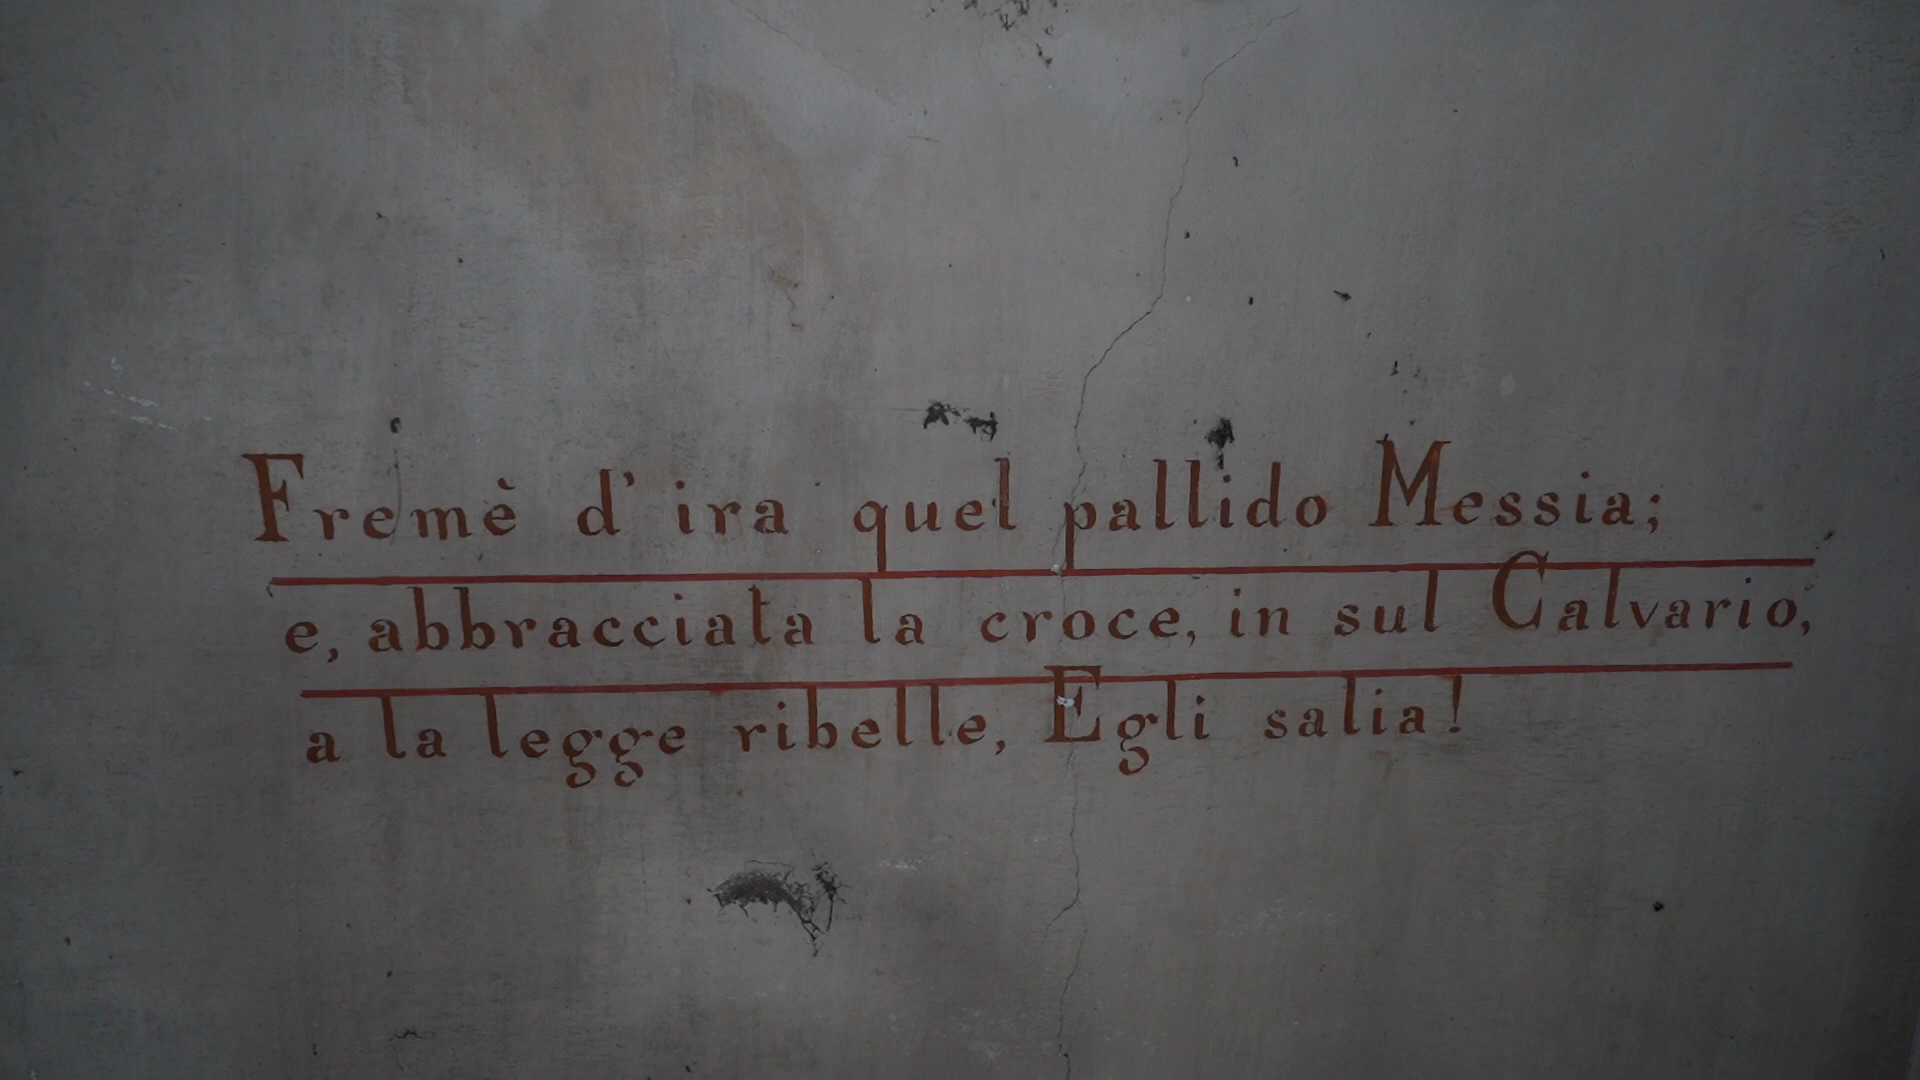 Fremè d'ira quel pallido Messia;
e, abbracciata la croce, in sul Calvario,
a la legge ribelle, Egli salia!